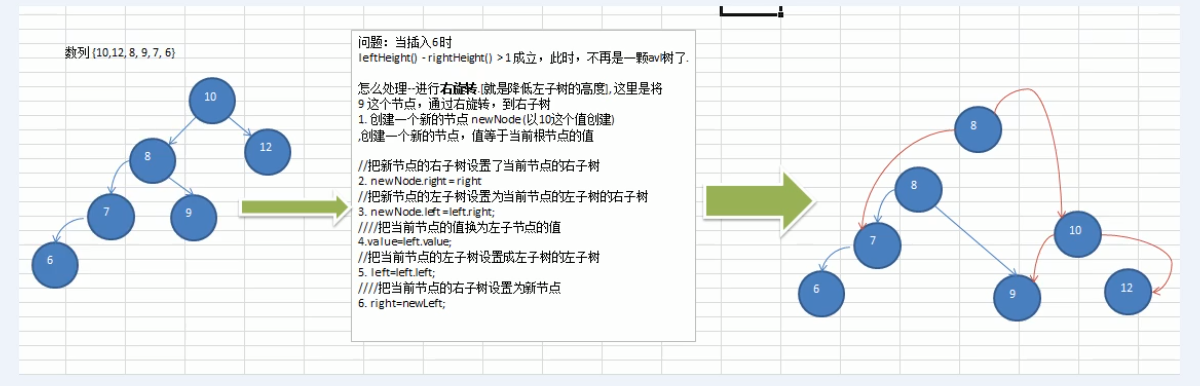 数列 {10,12, 8, 9, 7, 6}
10
8
12
7
9
6
问题：当插入6时
leftHeight() - rightHeight() > 1 成立，此时，不再是一颗avl树了.
怎么处理--进行右旋转.[就是降低左子树的高度], 这里是将
9 这个节点，通过右旋转，到右子树
1. 创建一个新的节点 newNode (以10这个值创建)
,创建一个新的节点，值等于当前根节点的值
//把新节点的右子树设置了当前节点的右子树
2. newNode.right = right
//把新节点的左子树设置为当前节点的左子树的右子树
3. newNode.left =left.right;
////把当前节点的值换为左子节点的值
4.value=left.value;
//把当前节点的左子树设置成左子树的左子树
5. left=left.left;
////把当前节点的右子树设置为新节点
6. right=newLeft;
8
8
7
10
6
9
12